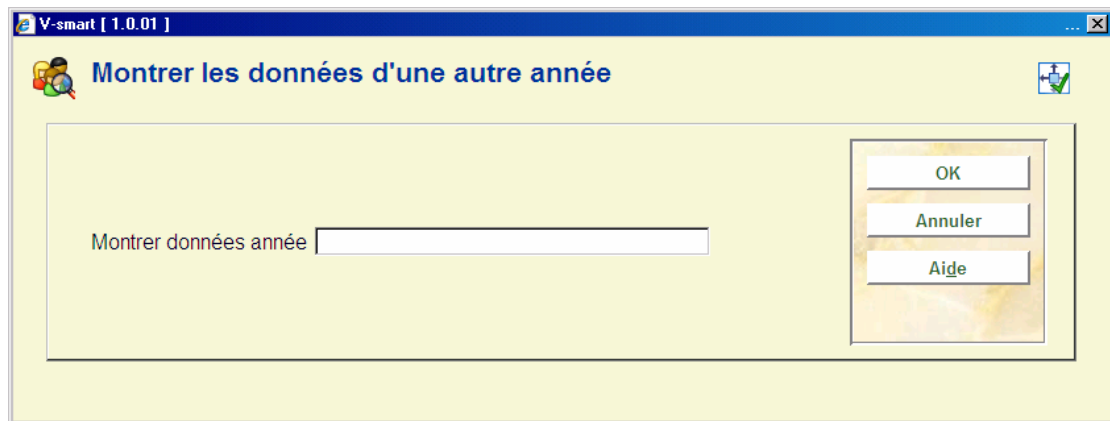 V-smart [ 1.0.01 ] ...
Montrer les données d'une autre année
OK
Annuler
Montrer données année
Aide